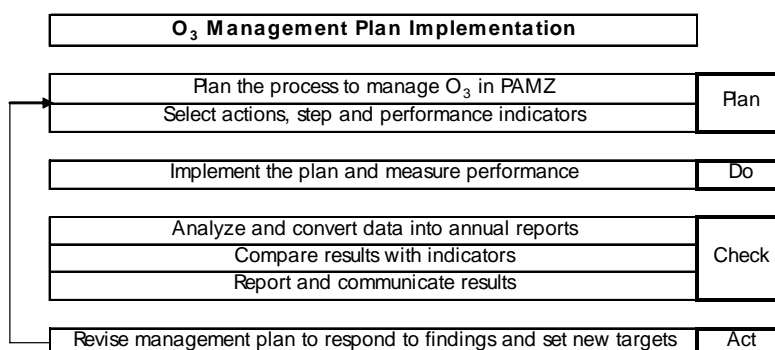 O₃ Management Plan Implementation
Plan the process to manage O₃ in PAMZ
Plan
Select actions, step and performance indicators
Implement the plan and measure performance
Do
Analyze and convert data into annual reports
Compare results with indicators
Check
Report and communicate results
Revise management plan to respond to findings and set new targets
Act